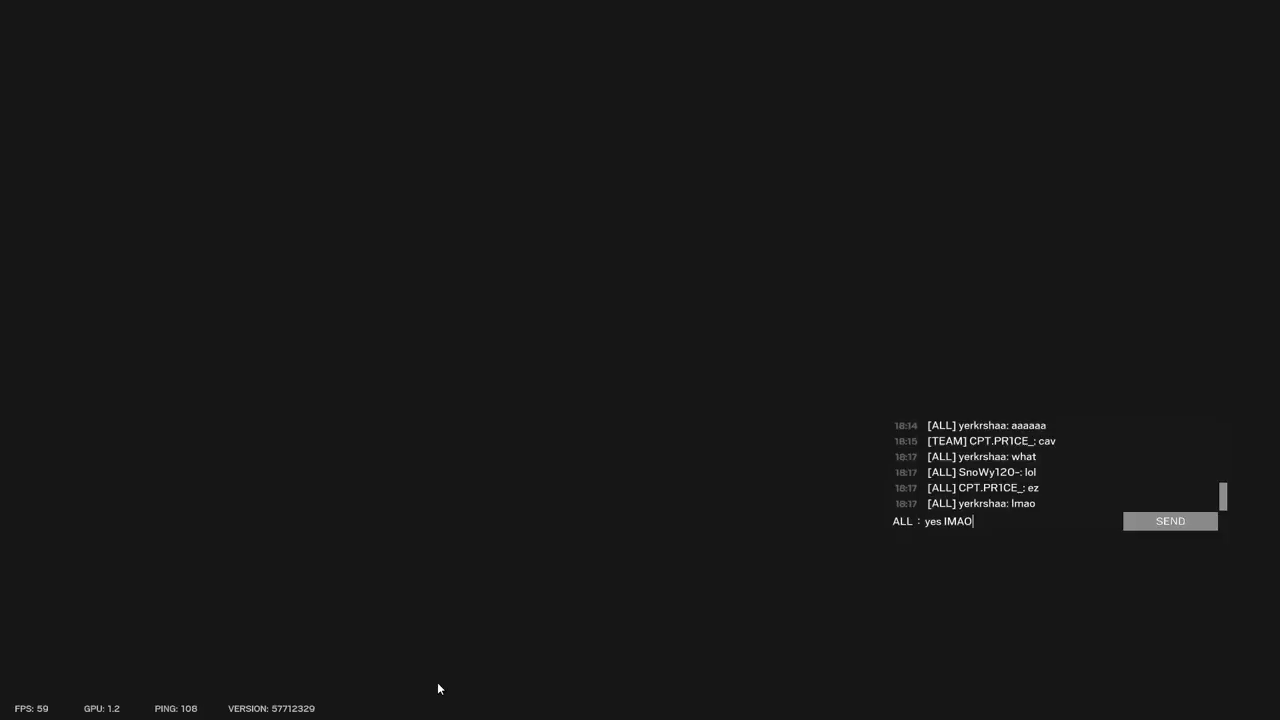 18:14 [ALL] yerkrshaa: aaaaaa
18:15 [TEAM] CPT.PR1CE_: cav
18:17 [ALL] yerkrshaa: what
18:17 [ALL] SnoWy120-: lol
18:17 [ALL] CPT.PR1CE_: ez
18:17 [ALL] yerkrshaa: lmao
ALL : yes lMAO SEND
FPS: 59 GPU: 1.2 PING: 108 VERSION: 57712329